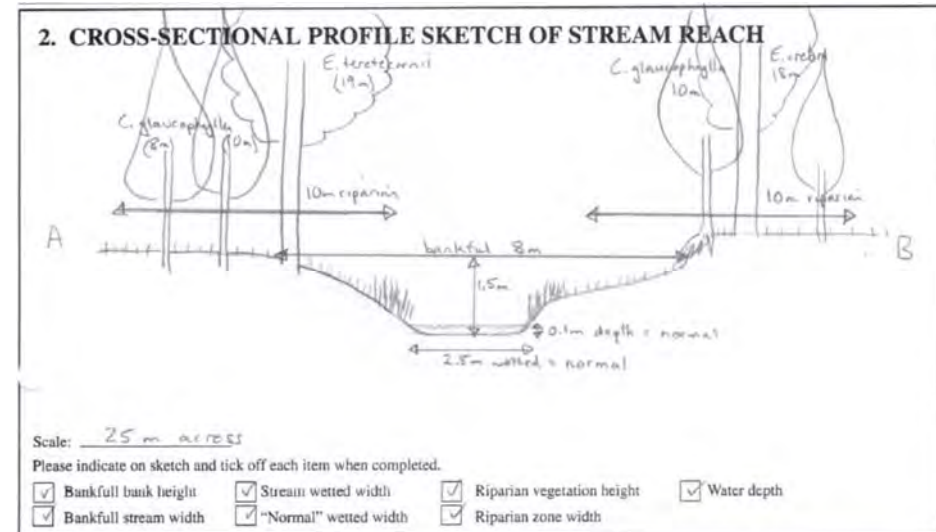 2. CROSS-SECTIONAL PROFILE SKETCH OF STREAM REACH
E. tereticornis
(19m)
C. glaucophylla
10m
E. crebra
18m
C. glaucophylla
(8m)
10m riparian
10m riparian
A
bankful 8m
B
1.5m
0.1m depth = normal
2.5m wetted = normal
Scale: 25 m across
Please indicate on sketch and tick off each item when completed.
Bankfull bank height Stream wetted width Riparian vegetation height Water depth
Bankfull stream width "Normal" wetted width Riparian zone width